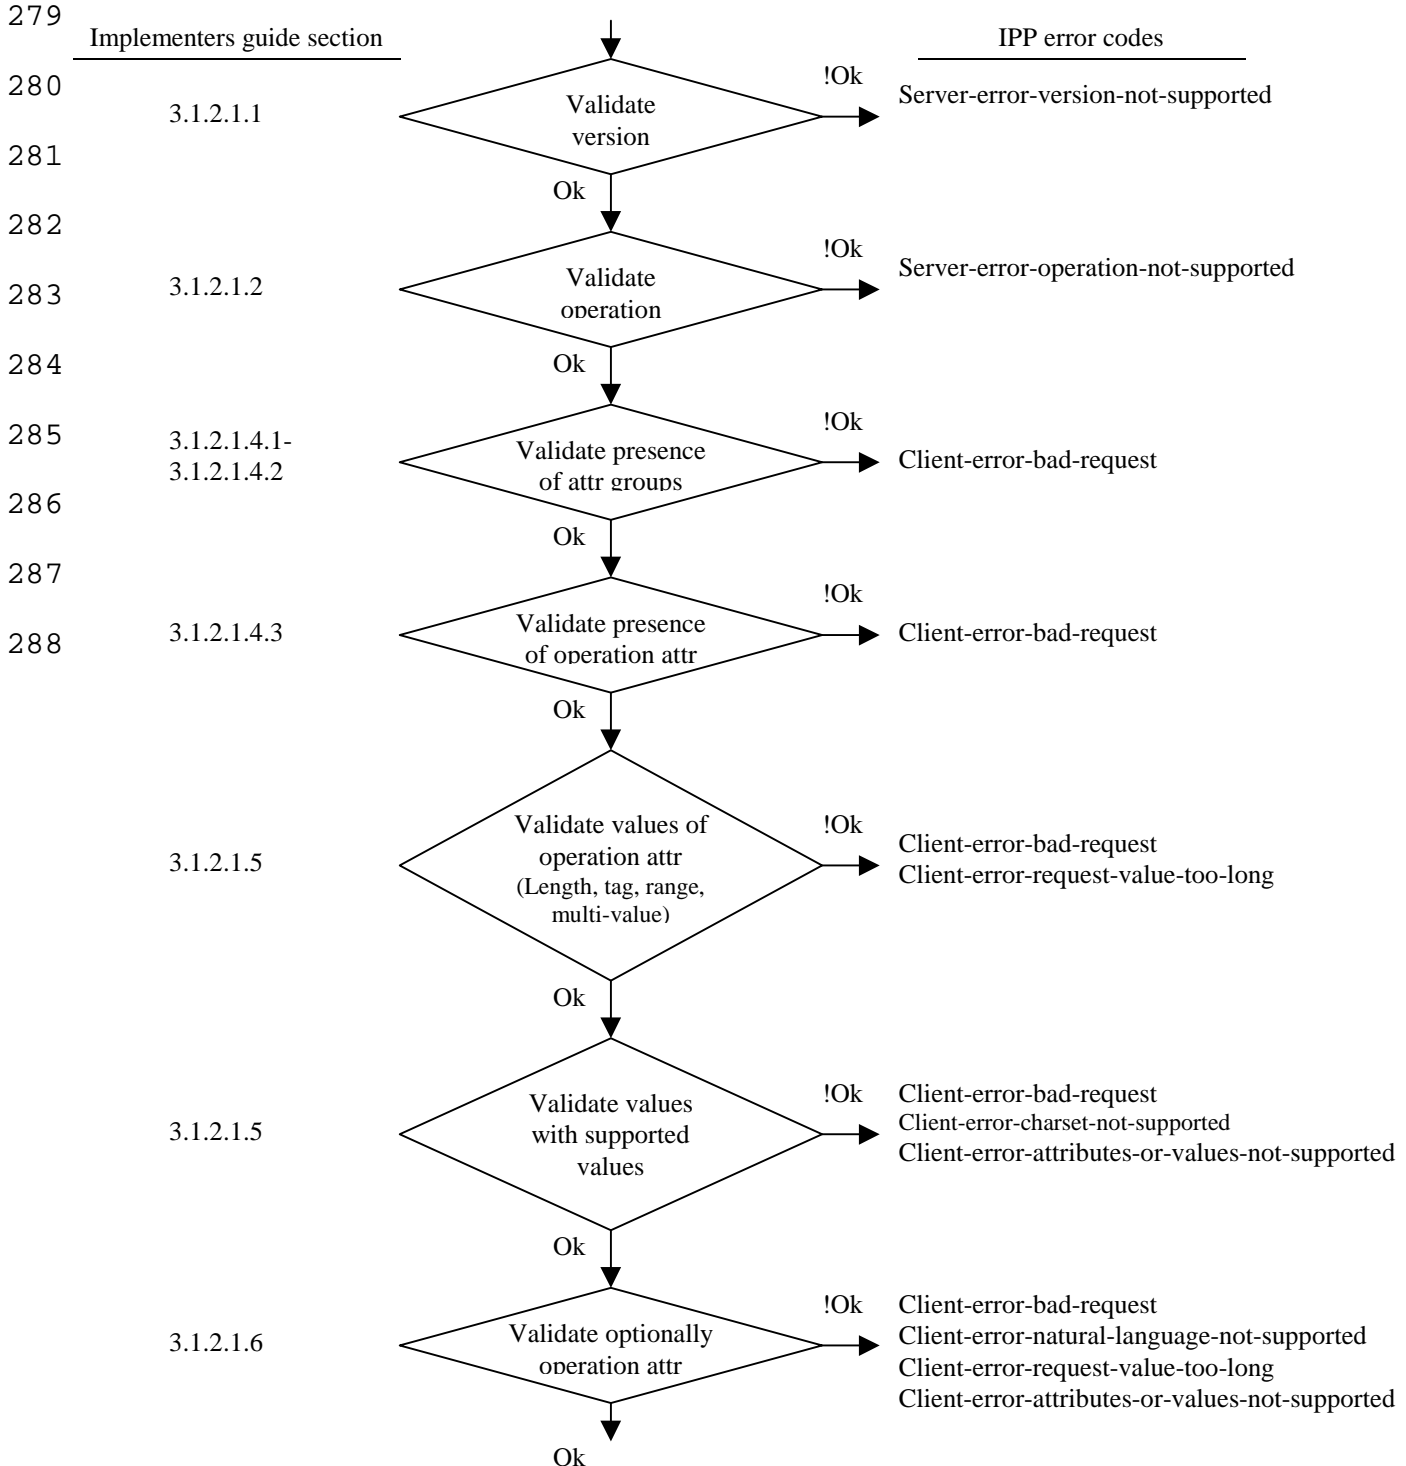 279
Implementers guide section
IPP error codes
280
3.1.2.1.1
Validate
version
!Ok
Server-error-version-not-supported
281
Ok
282
283
3.1.2.1.2
Validate
operation
!Ok
Server-error-operation-not-supported
284
Ok
285
3.1.2.1.4.1-
3.1.2.1.4.2
Validate presence
of attr groups
!Ok
Client-error-bad-request
286
Ok
287
288
3.1.2.1.4.3
Validate presence
of operation attr
!Ok
Client-error-bad-request
Ok
3.1.2.1.5
Validate values of
operation attr
(Length, tag, range,
multi-value)
!Ok
Client-error-bad-request
Client-error-request-value-too-long
Ok
3.1.2.1.5
Validate values
with supported
values
!Ok
Client-error-bad-request
Client-error-charset-not-supported
Client-error-attributes-or-values-not-supported
Ok
3.1.2.1.6
Validate optionally
operation attr
!Ok
Client-error-bad-request
Client-error-natural-language-not-supported
Client-error-request-value-too-long
Client-error-attributes-or-values-not-supported
Ok